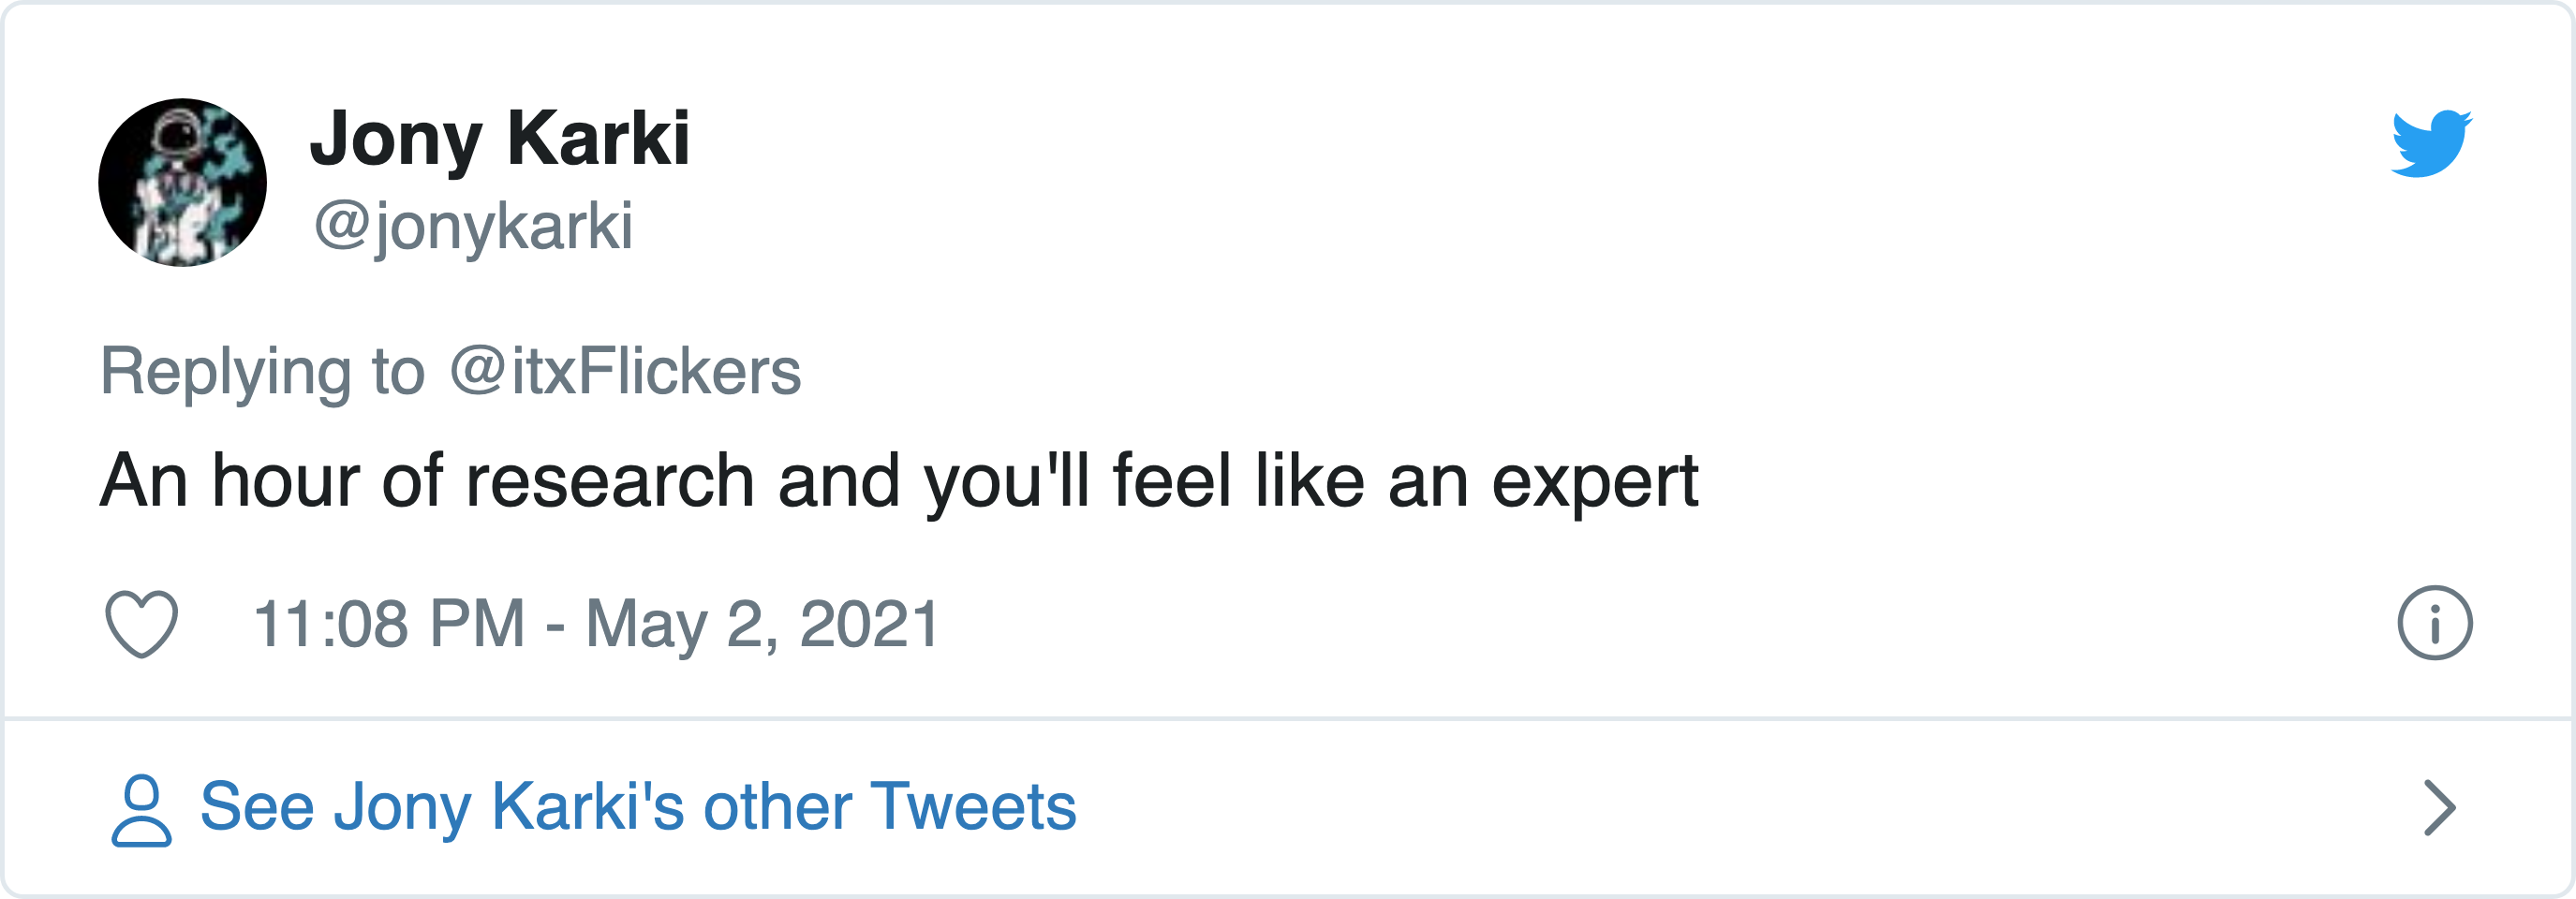 Jony Karki
@jonykarki
Replying to @itxFlickers
An hour of research and you'll feel like an expert
11:08 PM - May 2, 2021
See Jony Karki's other Tweets